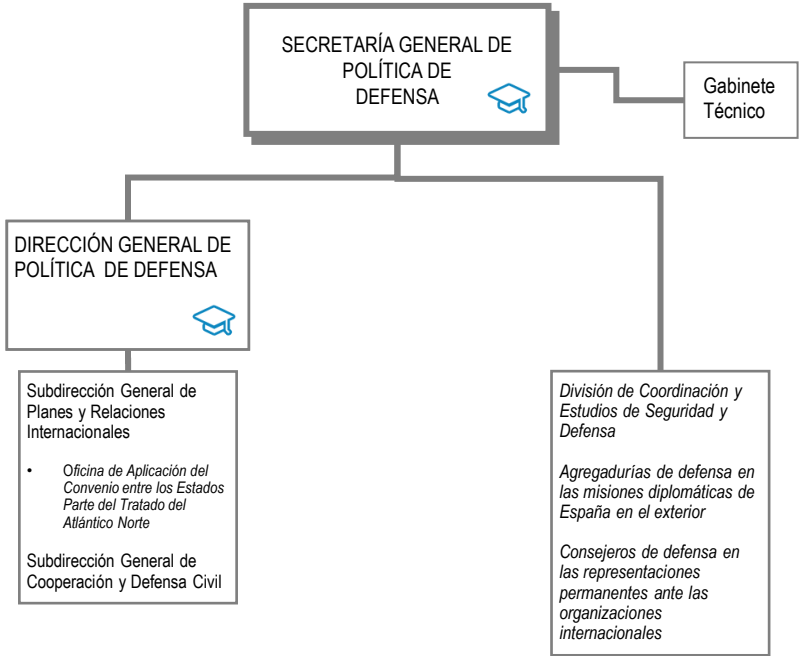 SECRETARÍA GENERAL DE
POLÍTICA DE
DEFENSA
Gabinete
Técnico
DIRECCIÓN GENERAL DE
POLÍTICA DE DEFENSA
Subdirección General de
Planes y Relaciones
Internacionales
• Oficina de Aplicación del
Convenio entre los Estados
Parte del Tratado del
Atlántico Norte
Subdirección General de
Cooperación y Defensa Civil
División de Coordinación y
Estudios de Seguridad y
Defensa
Agregadurías de defensa en
las misiones diplomáticas de
España en el exterior
Consejeros de defensa en
las representaciones
permanentes ante las
organizaciones
internacionales